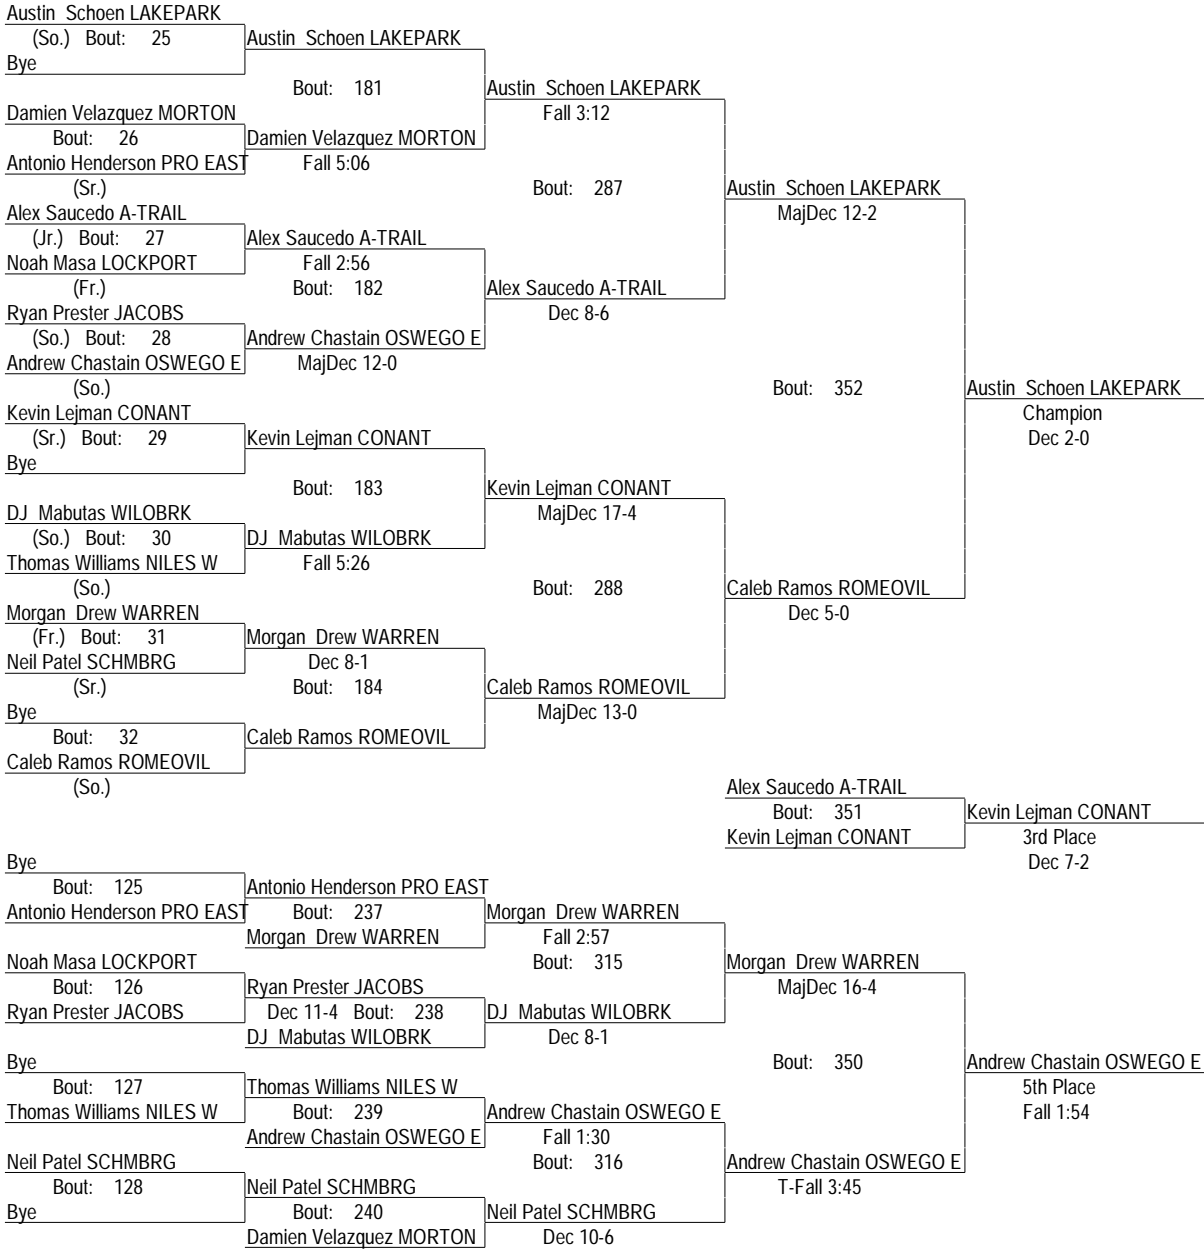 Austin Schoen LAKEPARK
(So.) Bout: 25 Austin Schoen LAKEPARK
Bye
Bout: 181 Austin Schoen LAKEPARK
Damien Velazquez MORTON Fall 3:12
Bout: 26 Damien Velazquez MORTON
Antonio Henderson PRO EAST Fall 5:06
(Sr.) Bout: 287 Austin Schoen LAKEPARK
Alex Saucedo A-TRAIL MajDec 12-2
(Jr.) Bout: 27 Alex Saucedo A-TRAIL
Noah Masa LOCKPORT Fall 2:56
(Fr.) Bout: 182 Alex Saucedo A-TRAIL
Ryan Prester JACOBS Dec 8-6
(So.) Bout: 28 Andrew Chastain OSWEGO E
Andrew Chastain OSWEGO E MajDec 12-0
(So.) Bout: 352 Austin Schoen LAKEPARK
Kevin Lejman CONANT Champion
(Sr.) Bout: 29 Kevin Lejman CONANT Dec 2-0
Bye
Bout: 183 Kevin Lejman CONANT
DJ Mabutas WILOBRK MajDec 17-4
(So.) Bout: 30 DJ Mabutas WILOBRK
Thomas Williams NILES W Fall 5:26
(So.) Bout: 288 Caleb Ramos ROMEOVIL
Morgan Drew WARREN Dec 5-0
(Fr.) Bout: 31 Morgan Drew WARREN
Neil Patel SCHMBRG Dec 8-1
(Sr.) Bout: 184 Caleb Ramos ROMEOVIL
Bye MajDec 13-0
Bout: 32 Caleb Ramos ROMEOVIL
Caleb Ramos ROMEOVIL
(So.) Alex Saucedo A-TRAIL
Bout: 351 Kevin Lejman CONANT
Kevin Lejman CONANT 3rd Place
Bye Dec 7-2
Bout: 125 Antonio Henderson PRO EAST
Antonio Henderson PRO EAST Bout: 237 Morgan Drew WARREN
Morgan Drew WARREN Fall 2:57
Noah Masa LOCKPORT Bout: 315 Morgan Drew WARREN
Bout: 126 Ryan Prester JACOBS MajDec 16-4
Ryan Prester JACOBS Dec 11-4 Bout: 238 DJ Mabutas WILOBRK
DJ Mabutas WILOBRK Dec 8-1
Bye Bout: 350 Andrew Chastain OSWEGO E
Bout: 127 Thomas Williams NILES W 5th Place
Thomas Williams NILES W Bout: 239 Andrew Chastain OSWEGO E Fall 1:54
Andrew Chastain OSWEGO E Fall 1:30
Neil Patel SCHMBRG Bout: 316 Andrew Chastain OSWEGO E
Bout: 128 Neil Patel SCHMBRG T-Fall 3:45
Bye Bout: 240 Neil Patel SCHMBRG
Damien Velazquez MORTON Dec 10-6